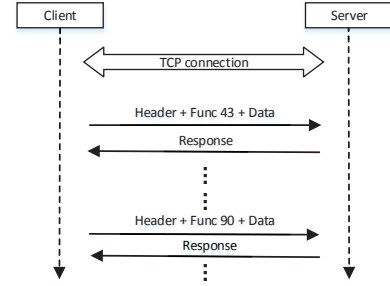 Client
Server
TCP connection
Header + Func 43 + Data
Response
Header + Func 90 + Data
Response